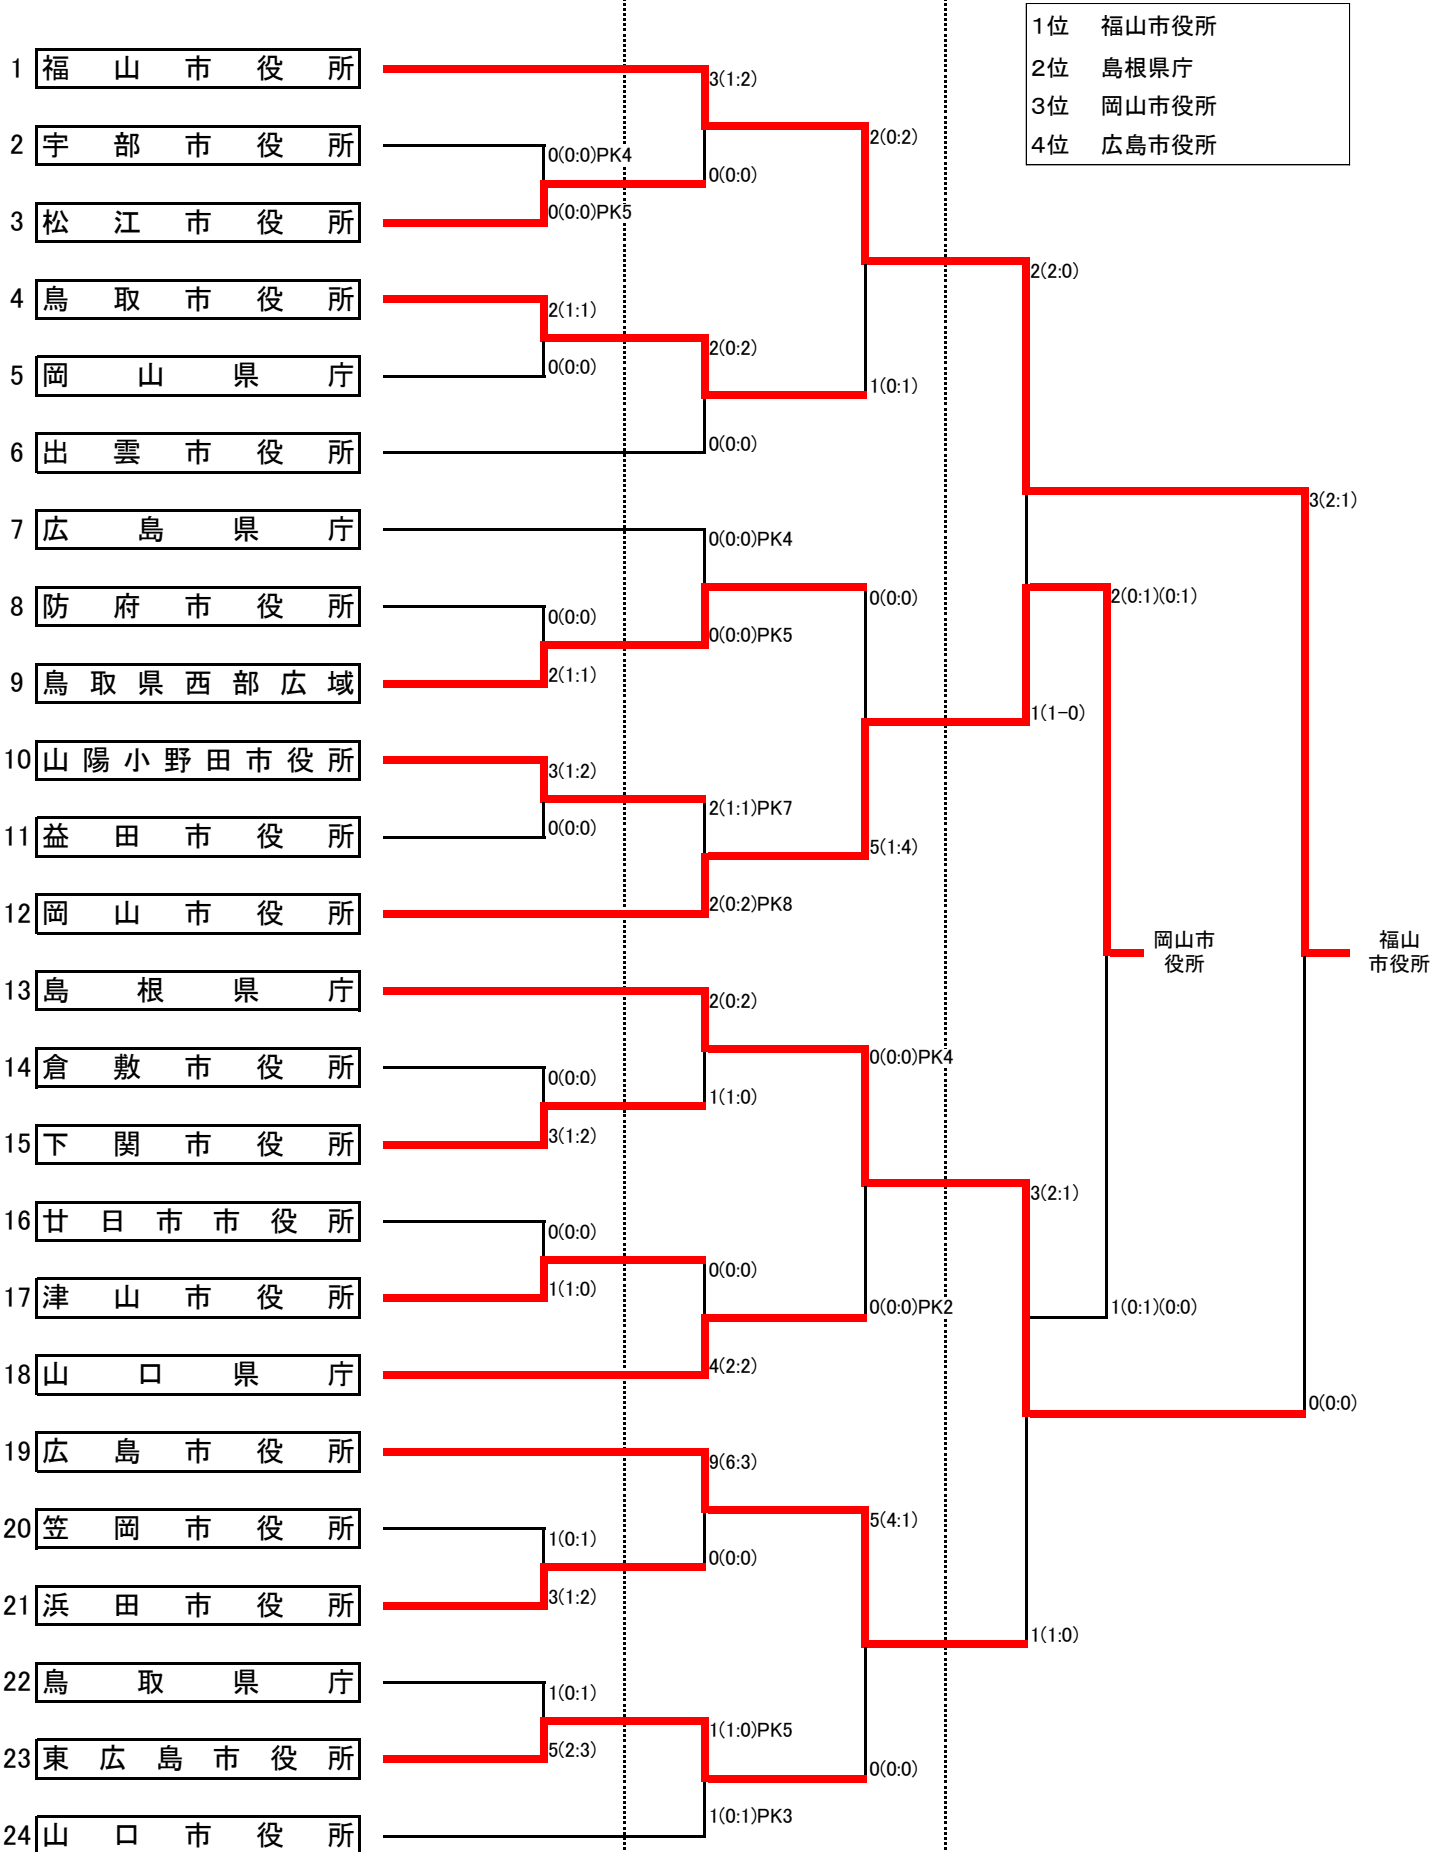 1位 福山市役所
2位 島根県庁
3位 岡山市役所
4位 広島市役所
1 福山市役所
3(1:2)
2(0:2)
2 宇部市役所
0(0:0)PK4
0(0:0)
3 松江市役所
0(0:0)PK5
2(2:0)
4 鳥取市役所
2(1:1)
2(0:2)
5 岡山県庁
0(0:0)
1(0:1)
6 出雲市役所
0(0:0)
3(2:1)
7 広島県庁
0(0:0)PK4
8 防府市役所
0(0:0)
0(0:0)
2(0:1)(0:1)
0(0:0)PK5
9 鳥取県西部広域
2(1:1)
1(1-0)
10 山陽小野田市役所
3(1:2)
2(1:1)PK7
11 益田市役所
0(0:0)
5(1:4)
12 岡山市役所
2(0:2)PK8
岡山市
役所
福山
市役所
13 島根県庁
2(0:2)
0(0:0)PK4
14 倉敷市役所
0(0:0)
1(1:0)
15 下関市役所
3(1:2)
3(2:1)
16 廿日市市役所
0(0:0)
0(0:0)
17 津山市役所
1(1:0)
0(0:0)PK2
1(0:1)(0:0)
18 山口県庁
4(2:2)
0(0:0)
19 広島市役所
9(6:3)
5(4:1)
20 笠岡市役所
1(0:1)
0(0:0)
21 浜田市役所
3(1:2)
1(1:0)
22 鳥取県庁
1(0:1)
1(1:0)PK5
23 東広島市役所
5(2:3)
0(0:0)
24 山口市役所
1(0:1)PK3